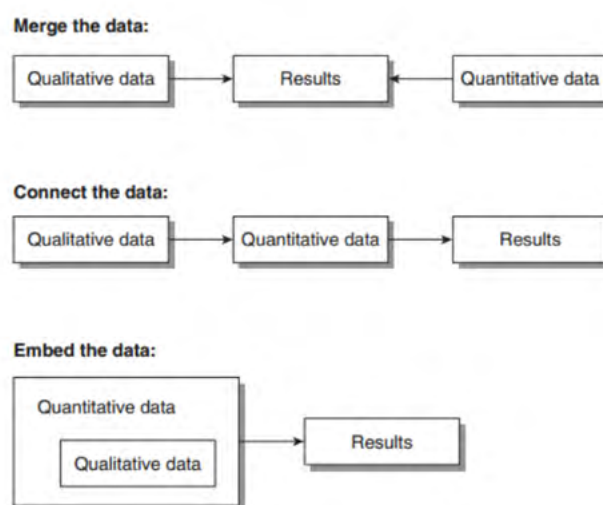 Merge the data:
Qualitative data
Results
Quantitative data
Connect the data:
Qualitative data
Quantitative data
Results
Embed the data:
Quantitative data
Qualitative data
Results